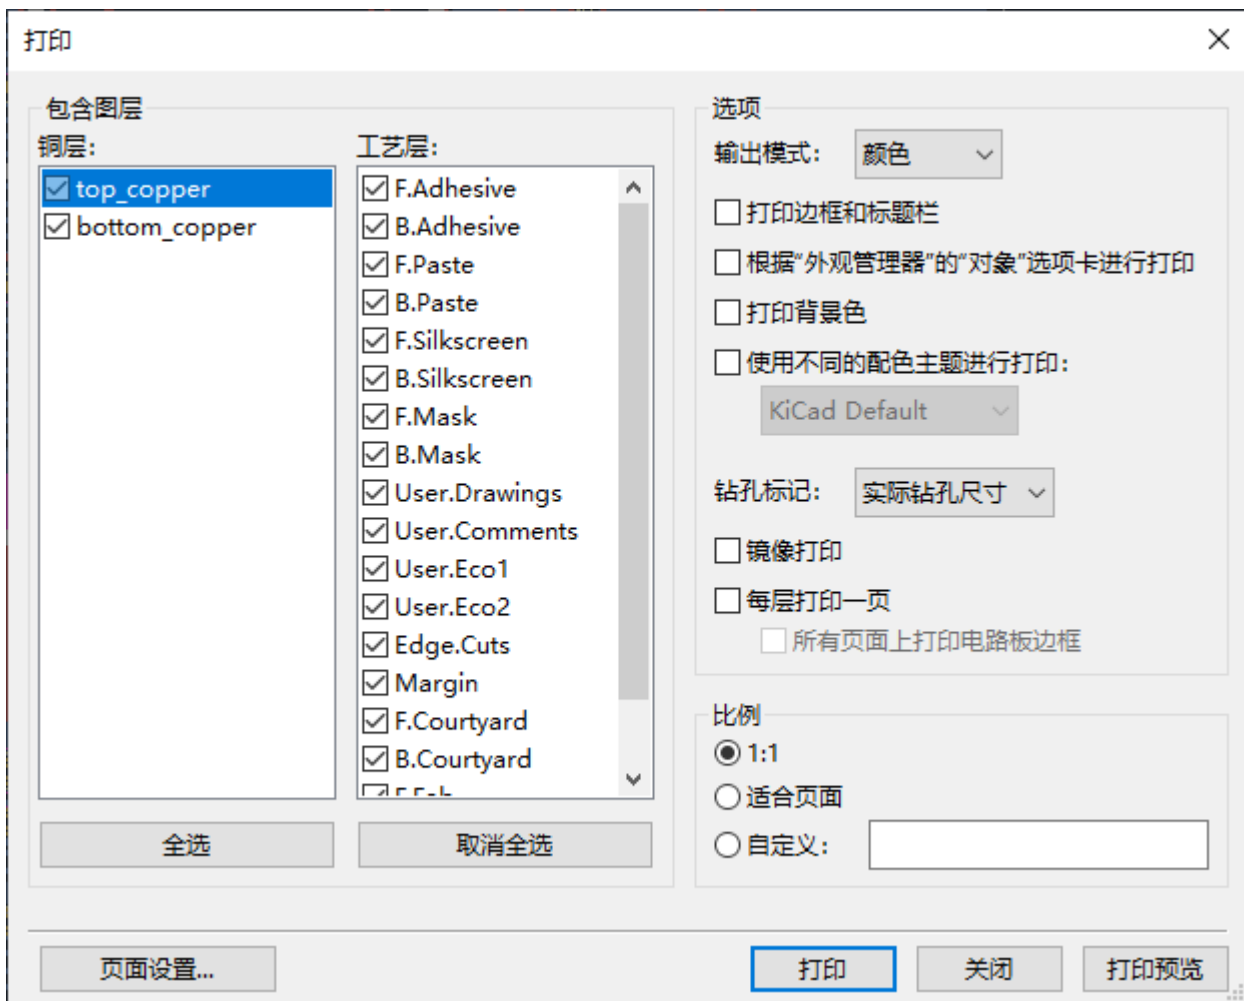 打印
包含图层
铜层:
top_copper
bottom_copper
全选
工艺层:
F.Adhesive
B.Adhesive
F.Paste
B.Paste
F.Silkscreen
B.Silkscreen
F.Mask
B.Mask
User.Drawings
User.Comments
User.Eco1
User.Eco2
Edge.Cuts
Margin
F.Courtyard
B.Courtyard
F.Fab
取消全选
选项
输出模式: 颜色
打印边框和标题栏
根据“外观管理器”的“对象”选项卡进行打印
打印背景色
使用不同的配色主题进行打印:
KiCad Default
钻孔标记: 实际钻孔尺寸
镜像打印
每层打印一页
所有页面上打印电路板边框
比例
1:1
适合页面
自定义:
页面设置...
打印
关闭
打印预览